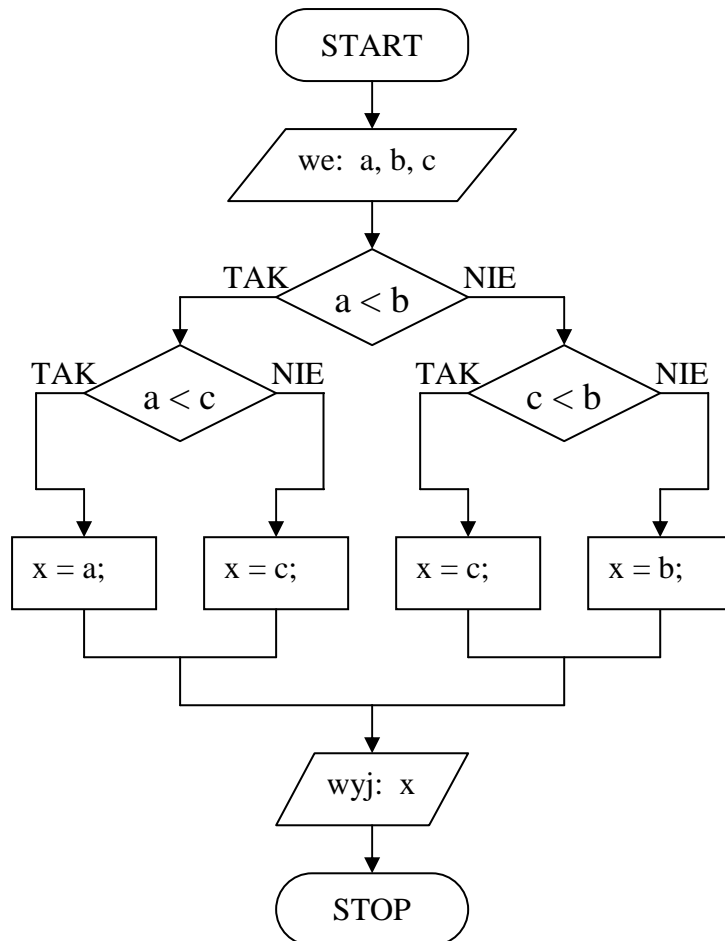 START
we: a, b, c
TAK
NIE
a < b
TAK
NIE
TAK
NIE
a < c
c < b
x = a;
x = c;
x = c;
x = b;
wyj: x
STOP